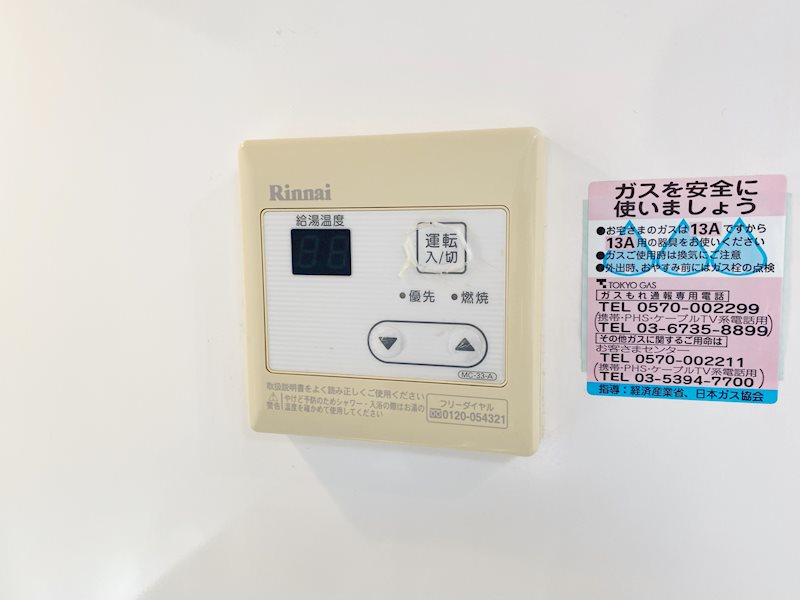 Rinnai
給湯温度
運転
入/切
優先
燃焼
MC-33-A
取扱説明書をよく読み正しくご使用ください
警告 やけど予防のためシャワー・入浴の際はお湯の
温度を確かめて使用してください
フリーダイヤル
0120-054321
ガスを安全に
使いましょう
●お宅さまのガスは13Aですから
13A用の器具をお使いください
●ガスご使用時は換気にご注意
●外出時、おやすみ前にはガス栓の点検
TOKYO GAS
ガスもれ通報専用電話
TEL 0570-002299
(携帯・PHS・ケーブルTV系電話用)
TEL 03-6735-8899
その他ガスに関するご用命は
お客さまセンター
TEL 0570-002211
(携帯・PHS・ケーブルTV系電話用)
TEL 03-5394-7700
指導：経済産業省、日本ガス協会